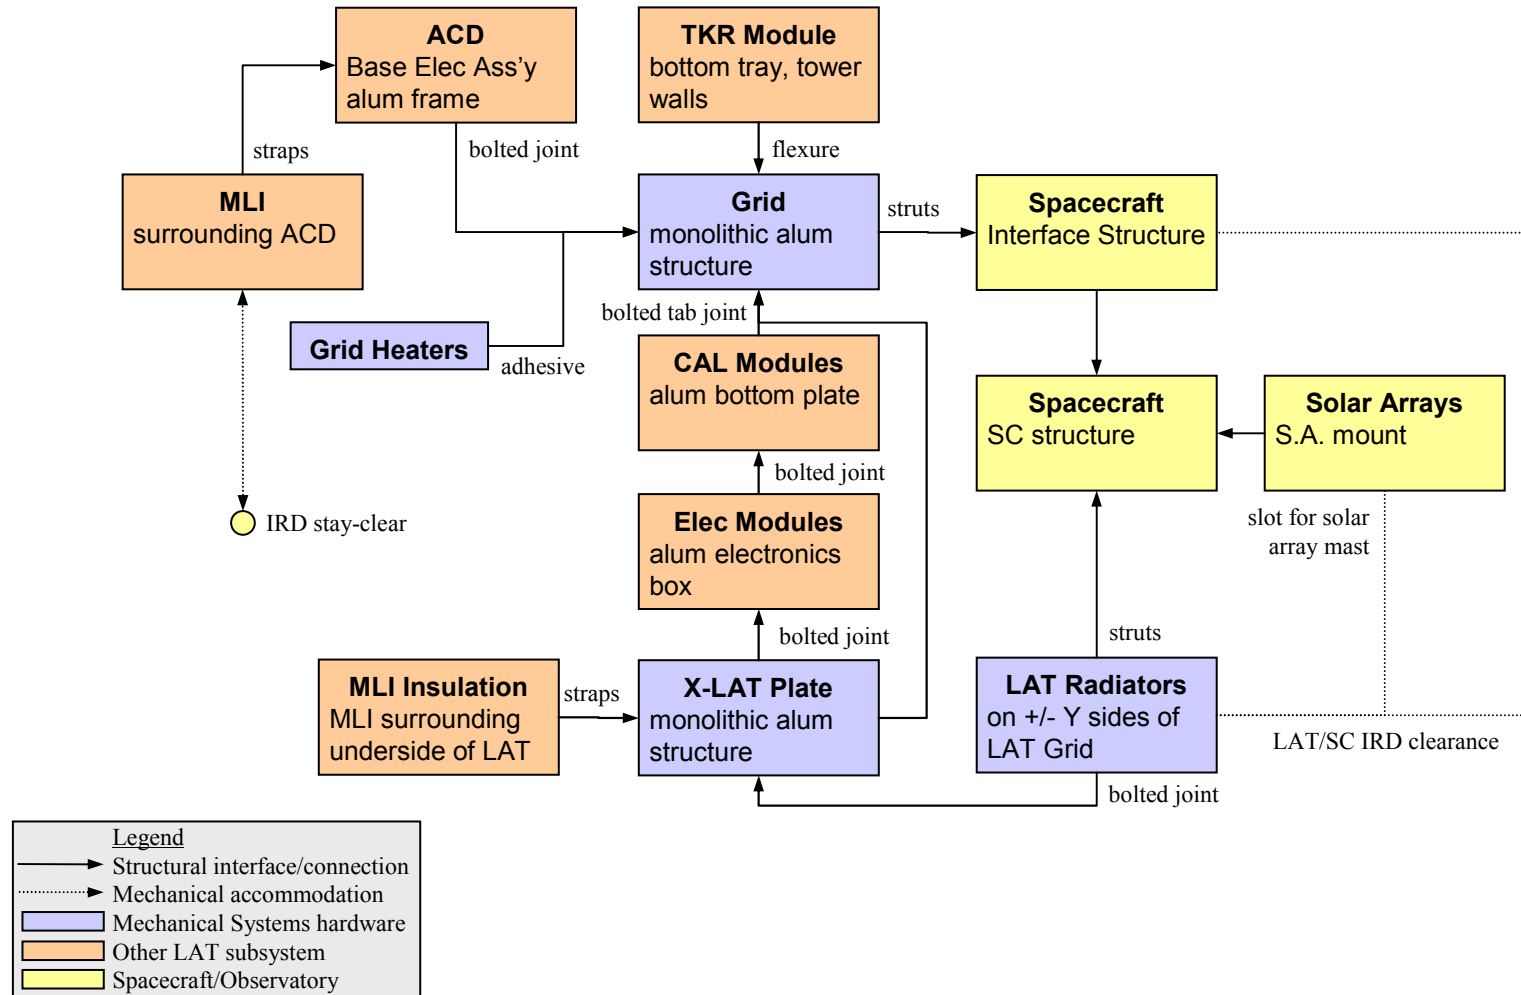 ACD
Base Elec Ass’y
alum frame
TKR Module
bottom tray, tower
walls
straps
bolted joint
flexure
MLI
surrounding ACD
Grid
monolithic alum
structure
struts
Spacecraft
Interface Structure
bolted tab joint
Grid Heaters
adhesive
CAL Modules
alum bottom plate
Spacecraft
SC structure
Solar Arrays
S.A. mount
bolted joint
IRD stay-clear
Elec Modules
alum electronics
box
slot for solar
array mast
bolted joint
struts
MLI Insulation
MLI surrounding
underside of LAT
straps
X-LAT Plate
monolithic alum
structure
LAT Radiators
on +/- Y sides of
LAT Grid
LAT/SC IRD clearance
bolted joint
Legend
Structural interface/connection
Mechanical accommodation
Mechanical Systems hardware
Other LAT subsystem
Spacecraft/Observatory